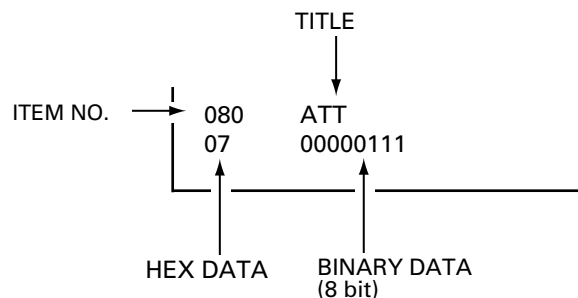 TITLE
ITEM NO.
080 ATT
07 00000111
HEX DATA
BINARY DATA
(8 bit)